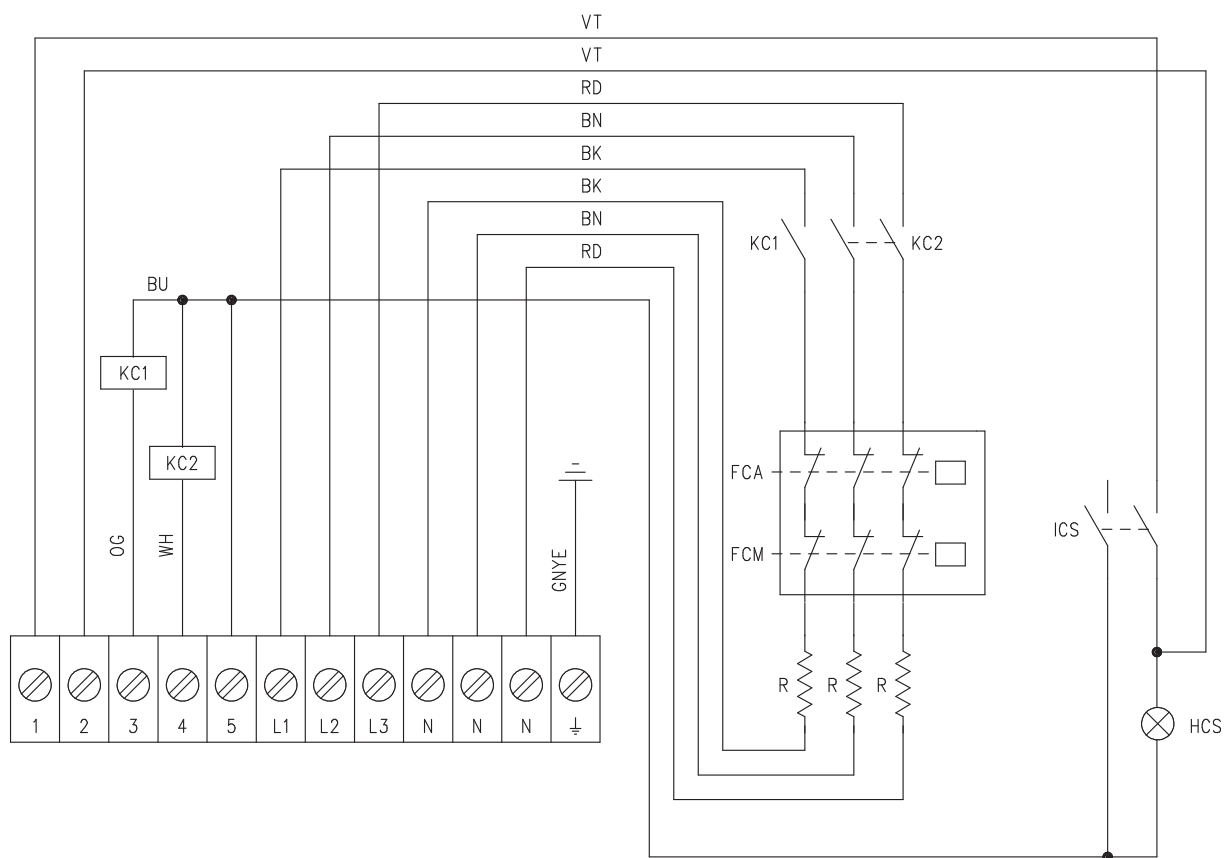 VT
VT
RD
BN
BK
BK
BN
RD
KC1
KC2
BU
KC1
KC2
FCA
FCM
ICS
OG
WH
GNYE
R R R
1 2 3 4 5 L1 L2 L3 N N N
HCS